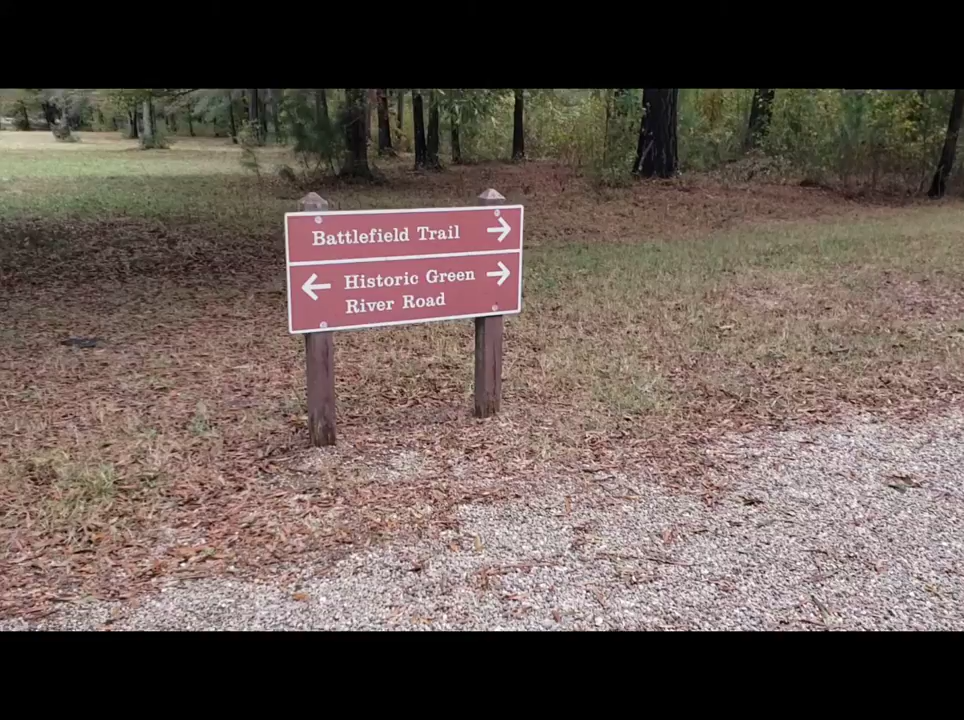 Battlefield Trail →
← Historic Green →
River Road